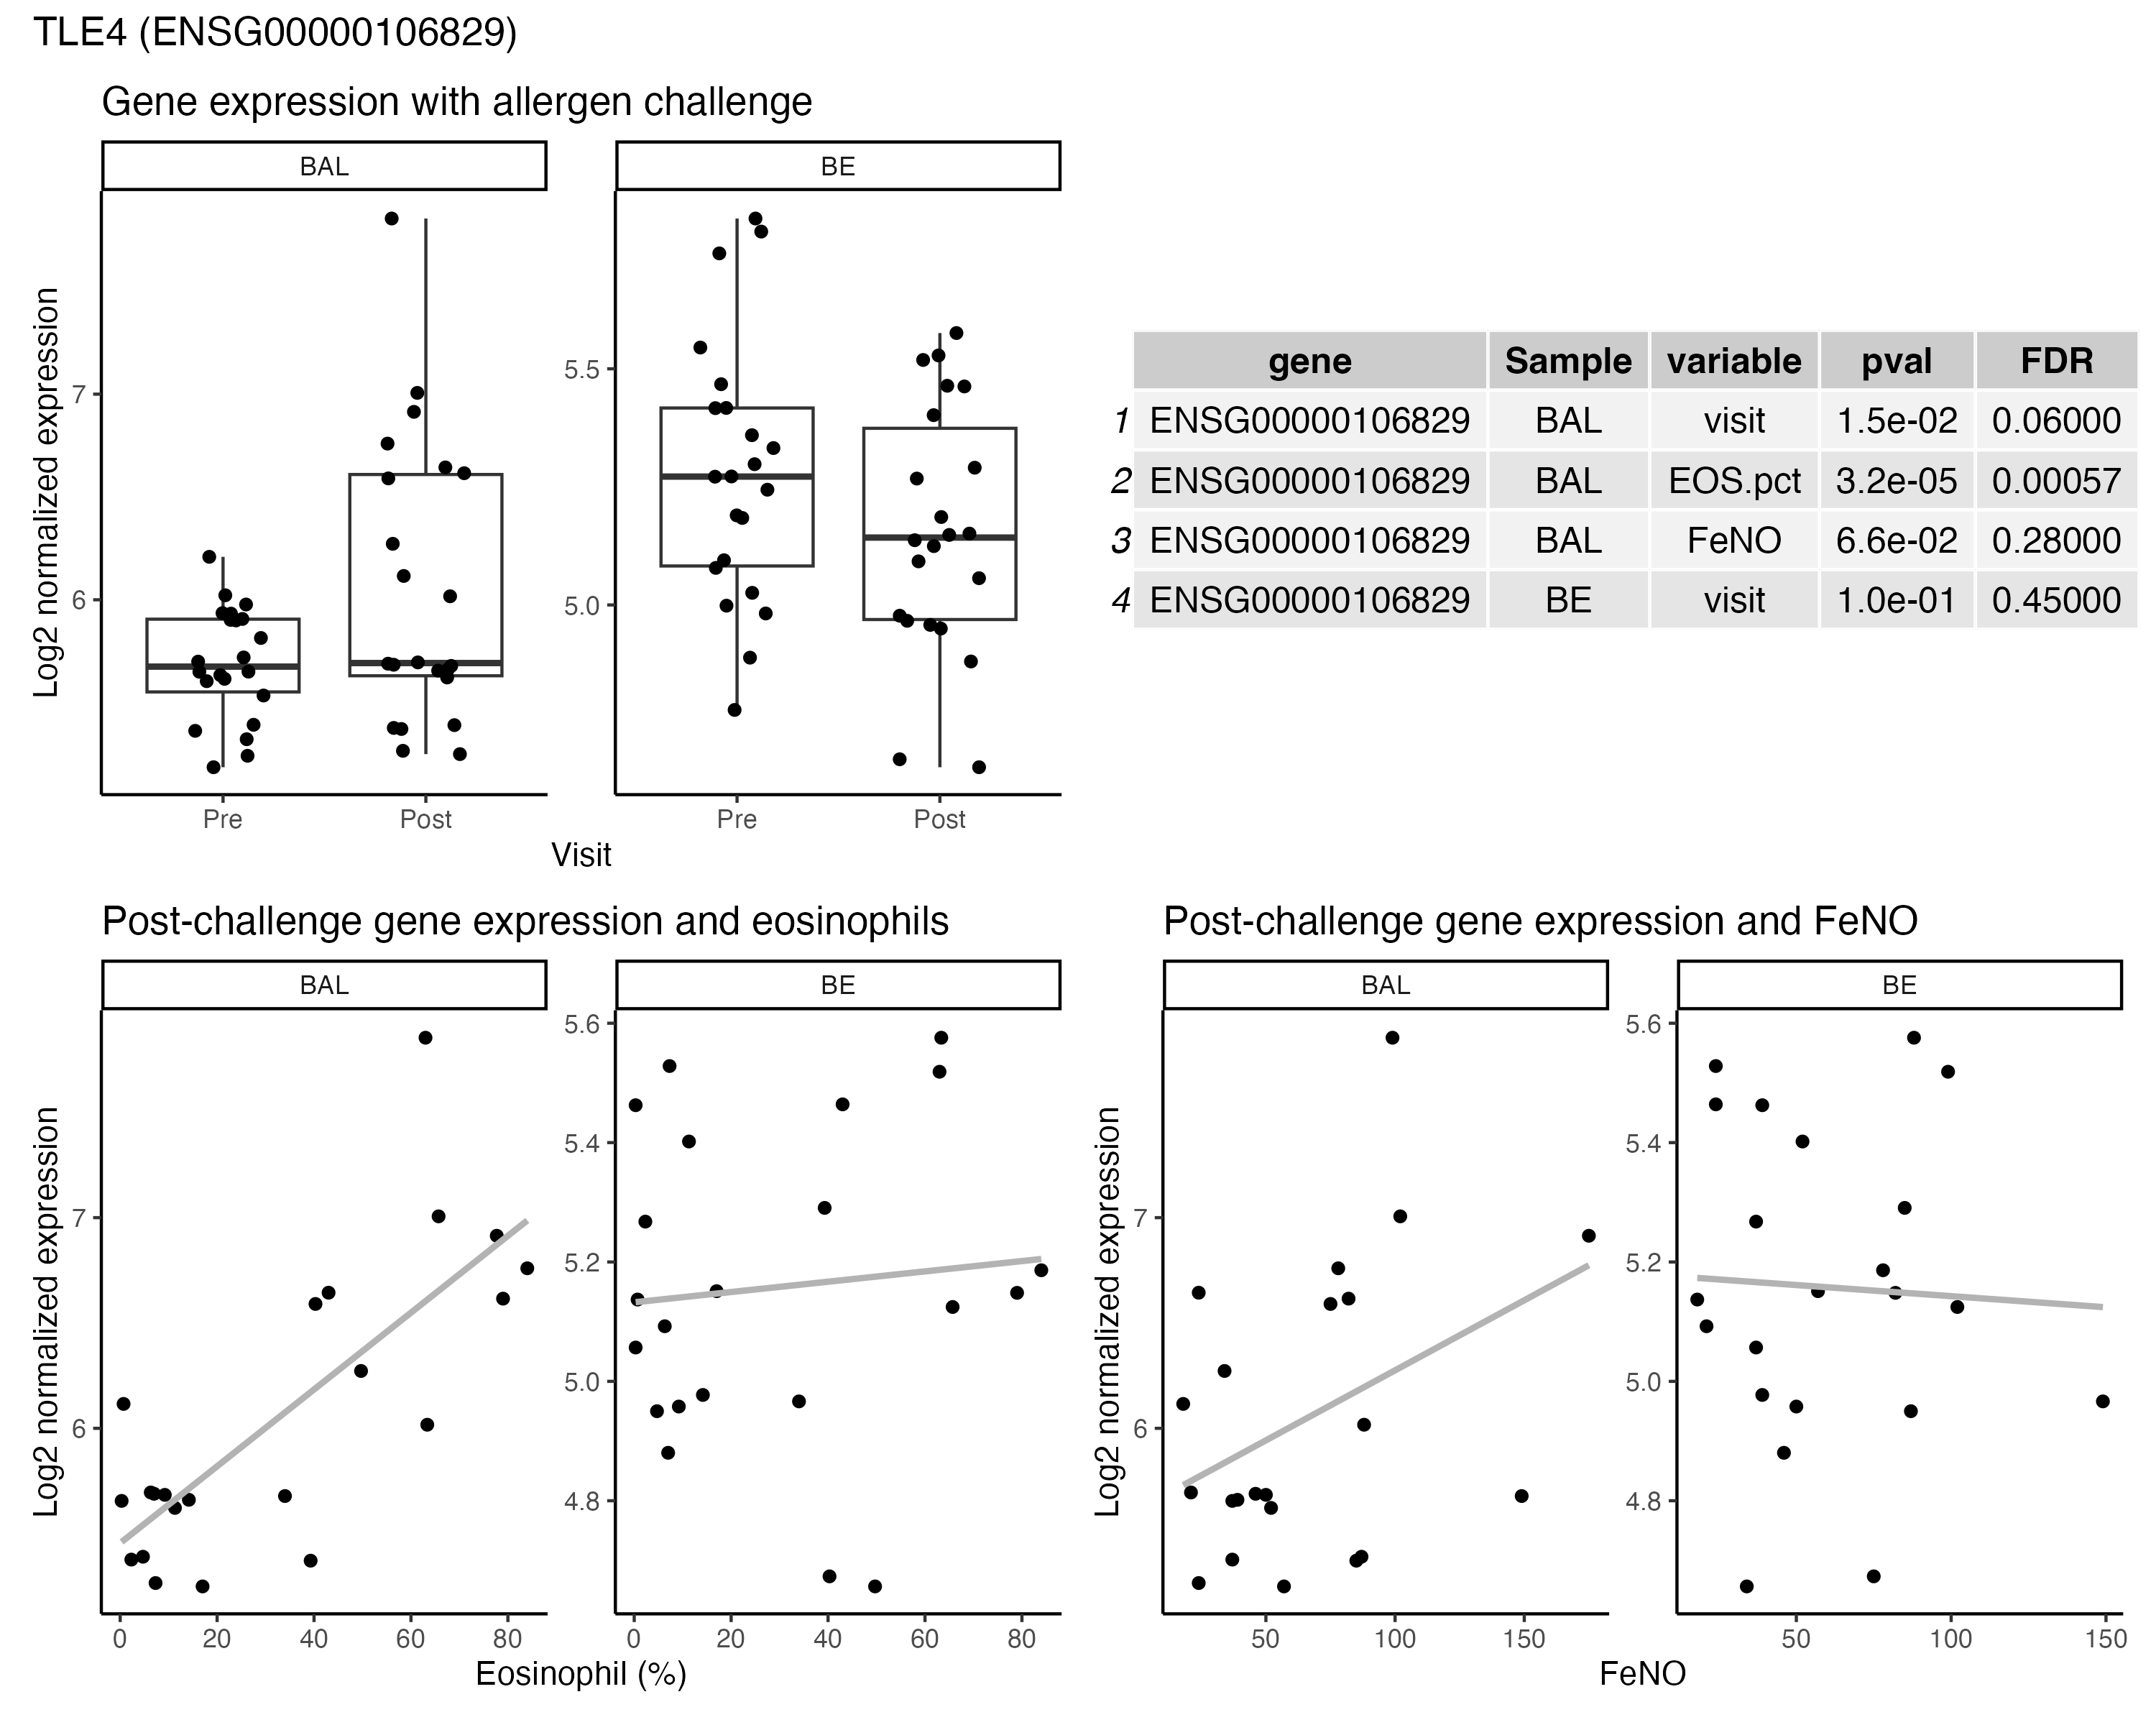 TLE4 (ENSG00000106829)
Gene expression with allergen challenge
BAL
BE
Log2 normalized expression
7
6
5.5
5.0
Pre
Post
Pre
Post
Visit
gene Sample variable pval FDR
1 ENSG00000106829 BAL visit 1.5e-02 0.06000
2 ENSG00000106829 BAL EOS.pct 3.2e-05 0.00057
3 ENSG00000106829 BAL FeNO 6.6e-02 0.28000
4 ENSG00000106829 BE visit 1.0e-01 0.45000
Post-challenge gene expression and eosinophils
BAL
BE
Log2 normalized expression
7
6
5.6
5.4
5.2
5.0
4.8
0 20 40 60 80
0 20 40 60 80
Eosinophil (%)
Post-challenge gene expression and FeNO
BAL
BE
Log2 normalized expression
7
6
5.6
5.4
5.2
5.0
4.8
50 100 150
50 100 150
FeNO